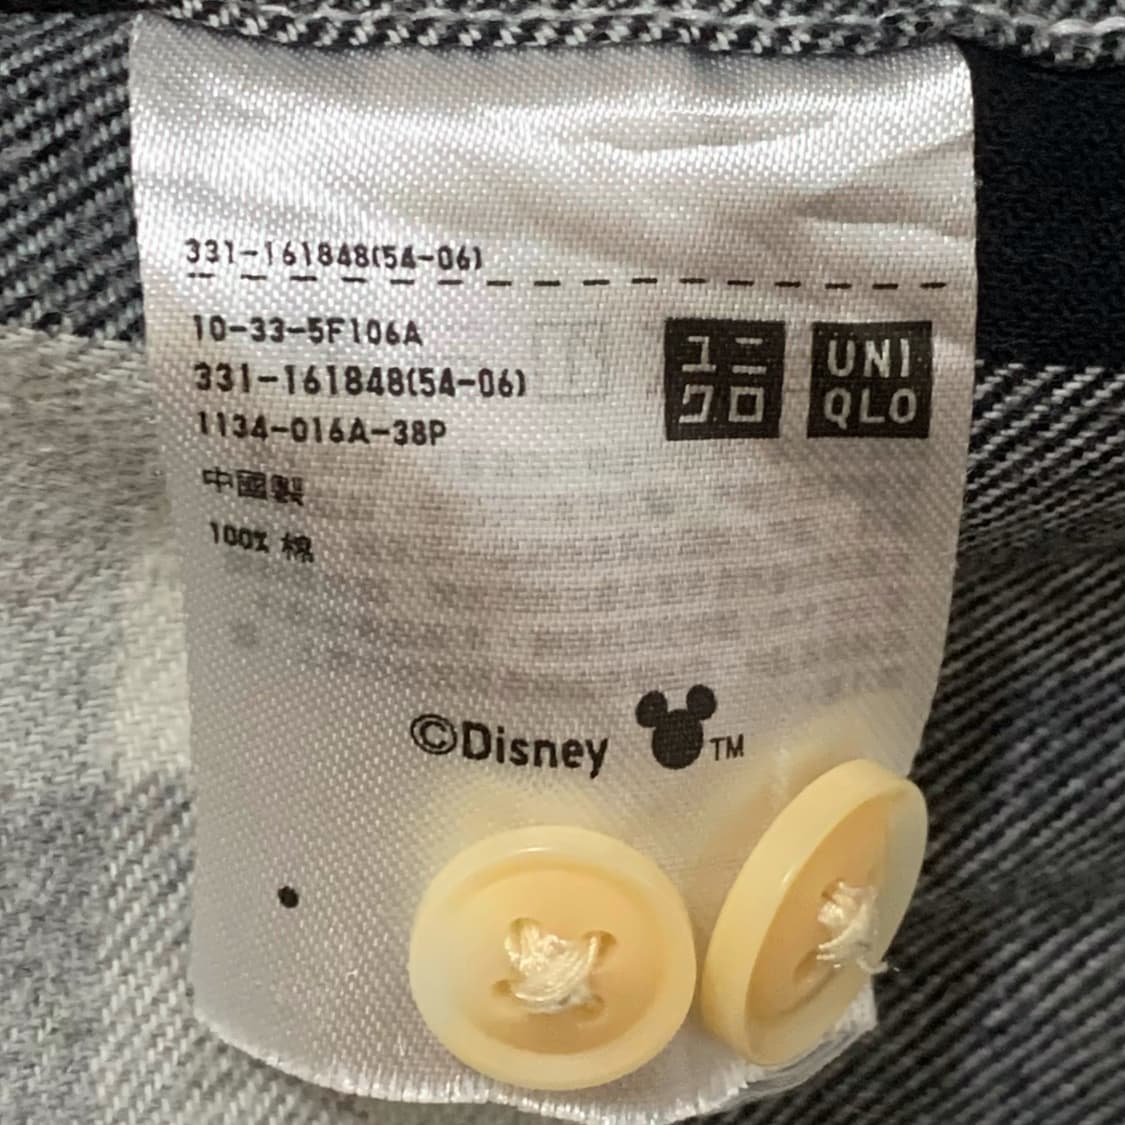 331-161848(54-06)
10-33-5F106A
331-161848(54-06)
1134-016A-38P
中國製
100% 棉
ユニ
クロ
UNI
QLO
©Disney TM